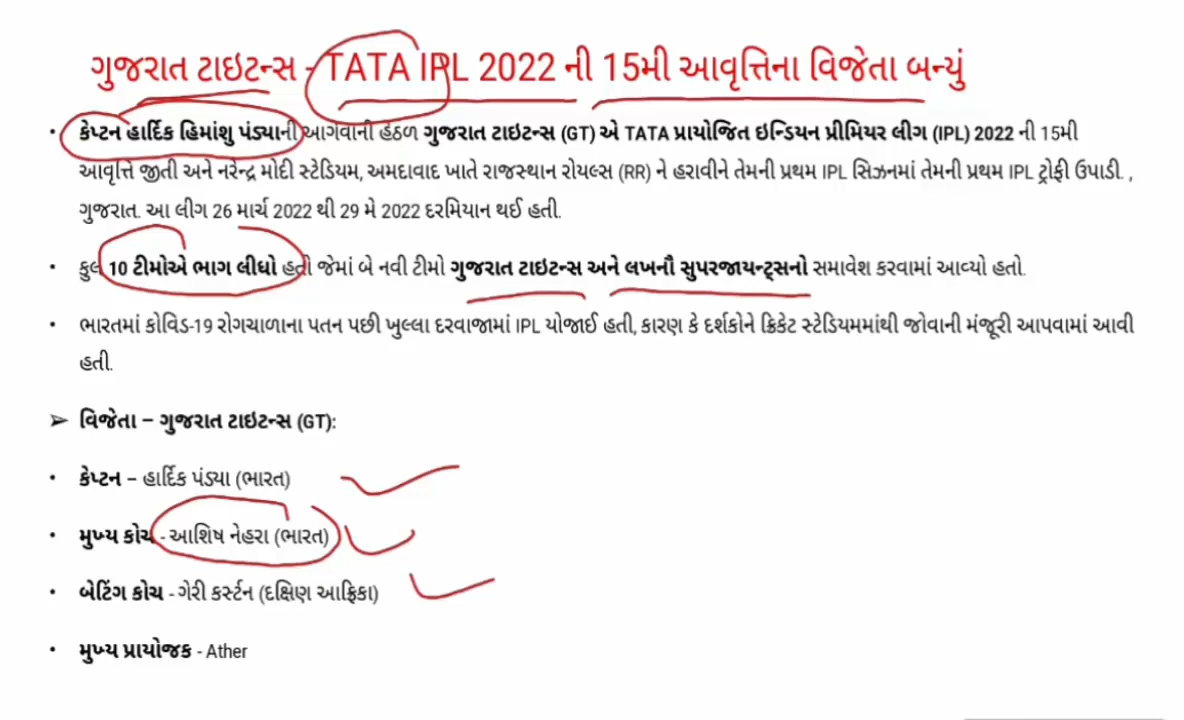 ગુજરાત ટાઇટન્સ - TATA IPL 2022 ની 15મી આવૃત્તિના વિજેતા બન્યું
• કેપ્ટન હાર્દિક હિમાંશુ પંડ્યાની આગેવાની હેઠળ ગુજરાત ટાઇટન્સ (GT) એ TATA પ્રાયોજિત ઇન્ડિયન પ્રીમિયર લીગ (IPL) 2022 ની 15મી
આવૃત્તિ જીતી અને નરેન્દ્ર મોદી સ્ટેડિયમ, અમદાવાદ ખાતે રાજસ્થાન રોયલ્સ (RR) ને હરાવીને તેમની પ્રથમ IPL સિઝનમાં તેમની પ્રથમ IPL ટ્રોફી ઉપાડી. ,
ગુજરાત. આ લીગ 26 માર્ચ 2022 થી 29 મે 2022 દરમિયાન થઈ હતી.
• કુલ 10 ટીમોએ ભાગ લીધો હતો જેમાં બે નવી ટીમો ગુજરાત ટાઇટન્સ અને લખનૌ સુપરજાયન્ટ્સનો સમાવેશ કરવામાં આવ્યો હતો.
• ભારતમાં કોવિડ-19 રોગચાળાના પતન પછી ખુલ્લા દરવાજામાં IPL યોજાઈ હતી, કારણ કે દર્શકોને ક્રિકેટ સ્ટેડિયમમાંથી જોવાની મંજૂરી આપવામાં આવી
હતી.
➢ વિજેતા – ગુજરાત ટાઇટન્સ (GT):
• કેપ્ટન – હાર્દિક પંડ્યા (ભારત)
• મુખ્ય કોચ - આશિષ નેહરા (ભારત)
• બેટિંગ કોચ - ગેરી કર્સ્ટન (દક્ષિણ આફ્રિકા)
• મુખ્ય પ્રાયોજક - Ather